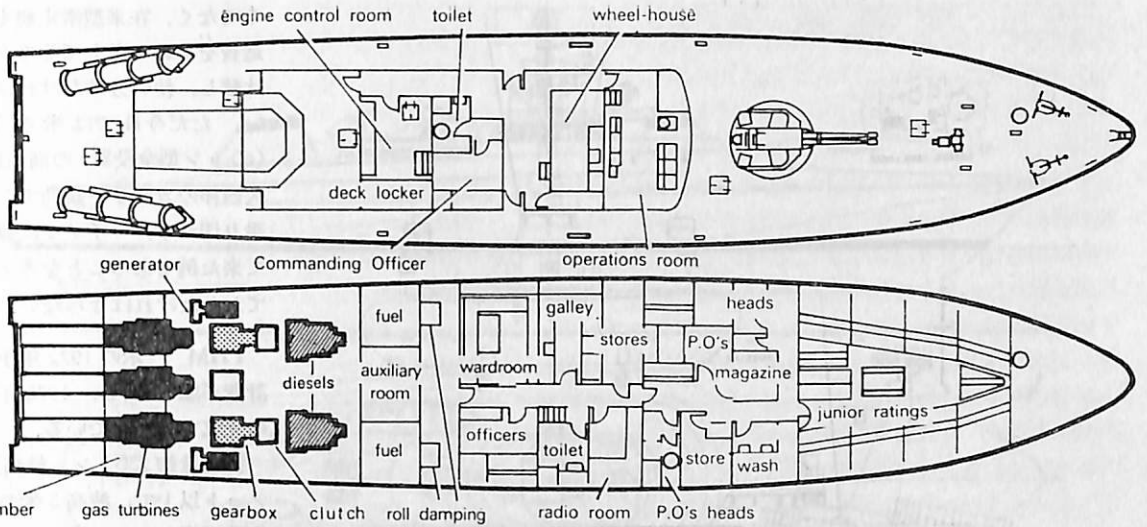 engine control room toilet wheel-house
deck locker
Commanding Officer operations room
generator
fuel galley heads
stores P.O's
auxiliary room wardroom magazine
diesels
junior ratings
officers
fuel toilet store wash
mber gas turbines gearbox clutch roll damping radio room P.O's heads